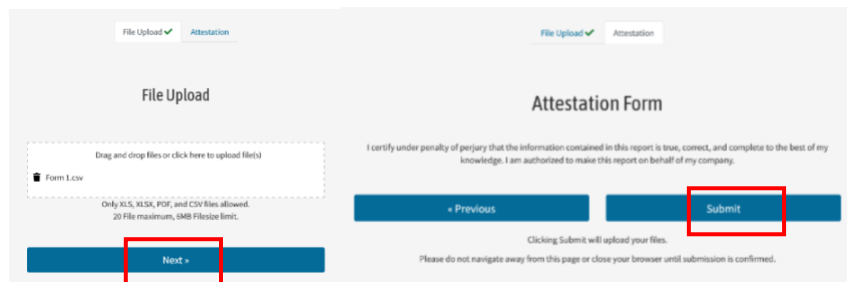 File Upload✔ Attestation
File Upload
Drag and drop files or click here to upload file(s)
Form 1.csv
Only XLS, XLSX, PDF, and CSV files allowed.
20 File maximum, 6MB Filesize limit.
Next »
File Upload✔ Attestation
Attestation Form
I certify under penalty of perjury that the information contained in this report is true, correct, and complete to the best of my
knowledge. I am authorized to make this report on behalf of my company.
« Previous
Submit
Clicking Submit will upload your files.
Please do not navigate away from this page or close your browser until submission is confirmed.